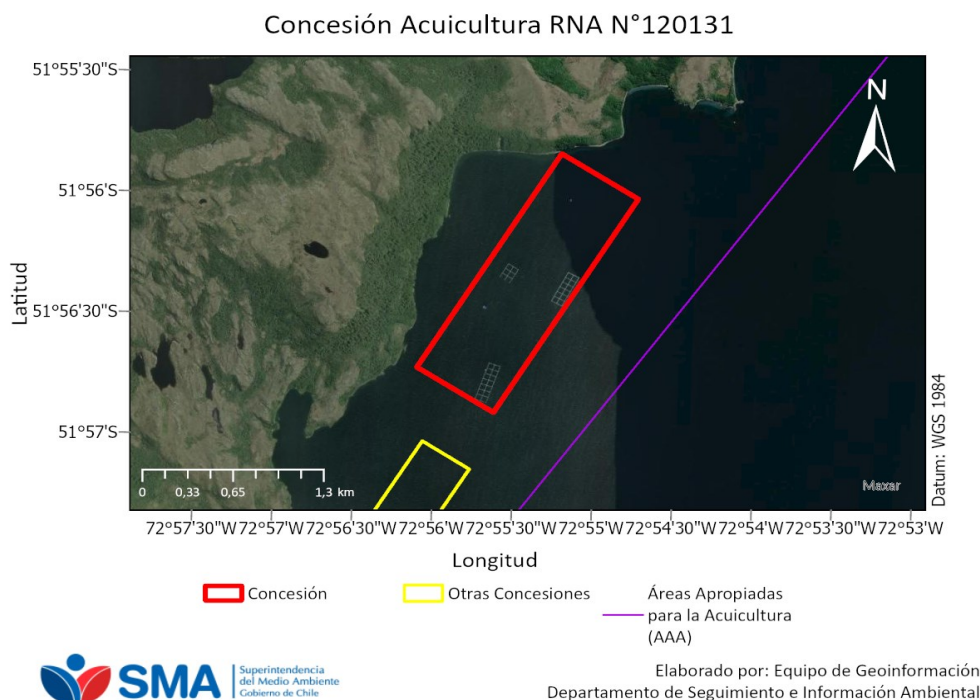 Concesión Acuicultura RNA N°120131
51°55'30"S
51°56'S
51°56'30"S
51°57'S
Latitud
N
Datum: WGS 1984
0 0,33 0,65 1,3 km
Maxar
72°57'30"W 72°57'W 72°56'30"W 72°56'W 72°55'30"W 72°55'W 72°54'30"W 72°54'W 72°53'30"W 72°53'W
Longitud
Concesión
Otras Concesiones
Áreas Apropiadas
para la Acuicultura
(AAA)
SMA
Superintendencia
del Medio Ambiente
Gobierno de Chile
Elaborado por: Equipo de Geoinformación
Departamento de Seguimiento e Información Ambiental